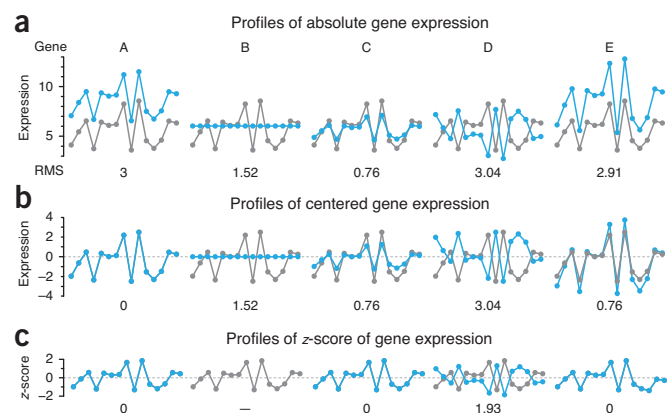 a Profiles of absolute gene expression
Gene A B C D E
Expression
10
5
RMS 3 1.52 0.76 3.04 2.91
b Profiles of centered gene expression
Expression
4
2
0
−2
−4
0 1.52 0.76 3.04 0.76
c Profiles of z-score of gene expression
z-score
2
0
−2
0 — 0 1.93 0